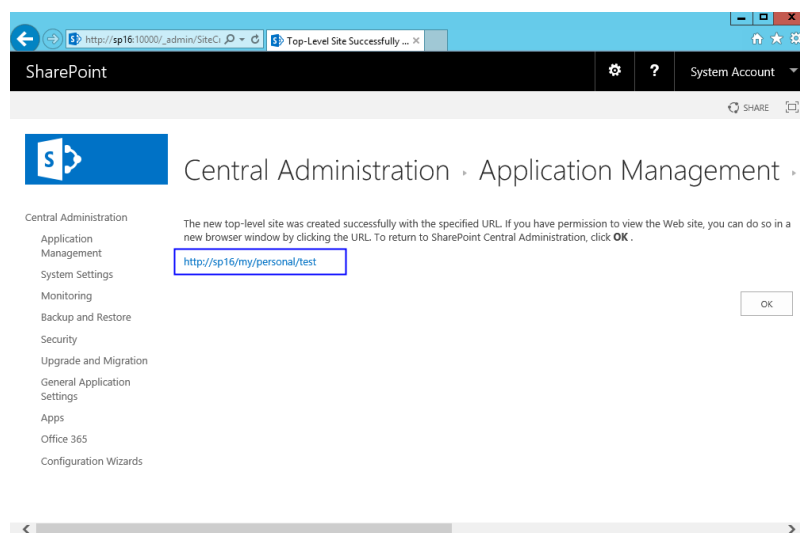 http://sp16:10000/_admin/SiteCr
Top-Level Site Successfully ...
SharePoint
? System Account
SHARE
S
Central Administration Application Management
Central Administration
Application
Management
System Settings
Monitoring
Backup and Restore
Security
Upgrade and Migration
General Application
Settings
Apps
Office 365
Configuration Wizards
The new top-level site was created successfully with the specified URL. If you have permission to view the Web site, you can do so in a
new browser window by clicking the URL. To return to SharePoint Central Administration, click OK .
http://sp16/my/personal/test
OK